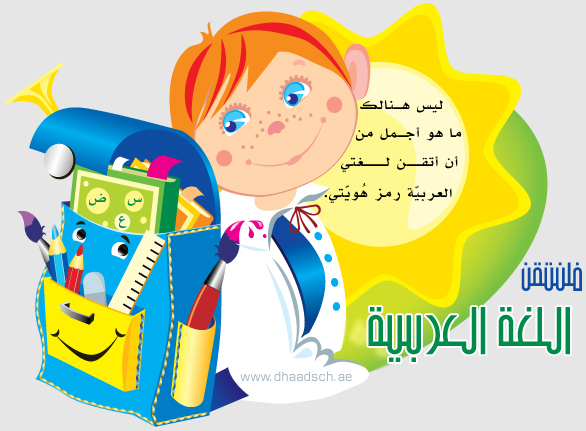 ليس هنالك
ما هو أجمل من
أن أتقن لغتي
العربيّة رمز هُويّتي.
فلنتقن
اللغة العربية
س
ض
ع
www.dhaadsch.ae